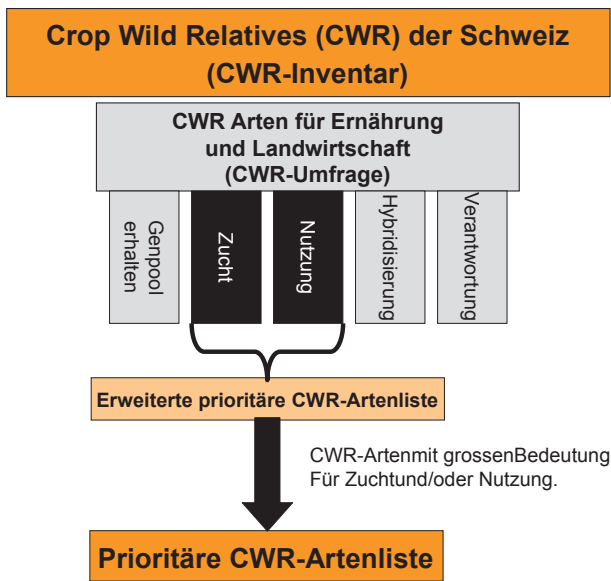 Crop Wild Relatives (CWR) der Schweiz
(CWR-Inventar)
CWR Arten für Ernährung
und Landwirtschaft
(CWR-Umfrage)
Genpool
erhalten
Zucht
Nutzung
Hybridisierung
Verantwortung
Erweiterte prioritäre CWR-Artenliste
CWR-Artenmit grossenBedeutung
Für Zuchtund/oder Nutzung.
Prioritäre CWR-Artenliste